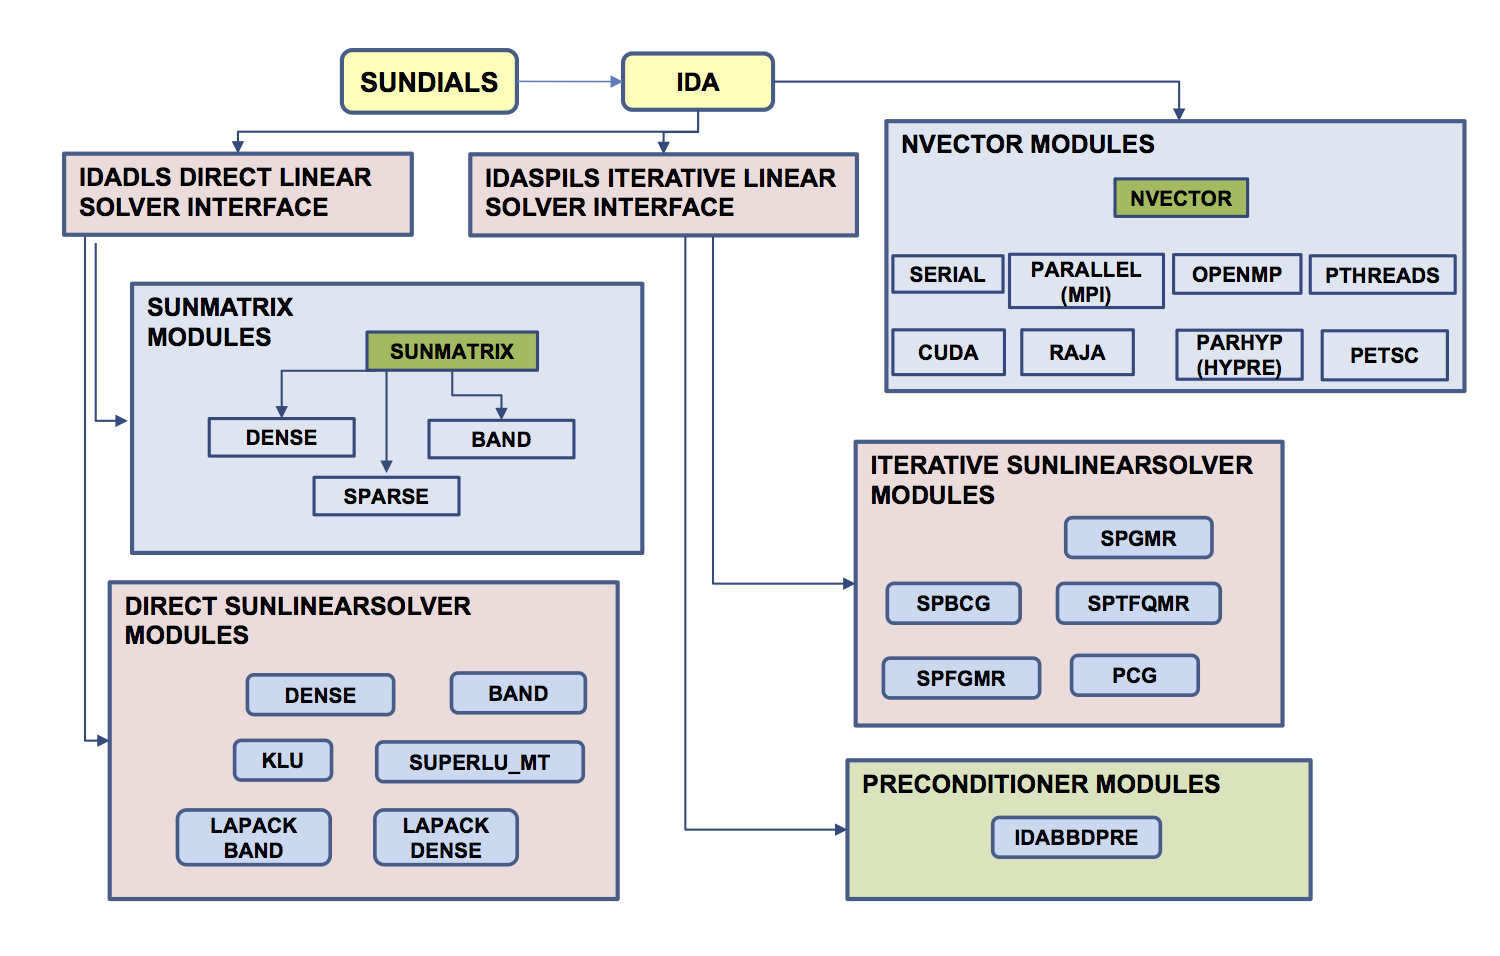 SUNDIALS
IDA
IDADLS DIRECT LINEAR
SOLVER INTERFACE
IDASPILS ITERATIVE LINEAR
SOLVER INTERFACE
NVECTOR MODULES
NVECTOR
SERIAL
PARALLEL
(MPI)
OPENMP
PTHREADS
CUDA
RAJA
PARHYP
(HYPRE)
PETSC
SUNMATRIX
MODULES
SUNMATRIX
DENSE
BAND
SPARSE
ITERATIVE SUNLINEARSOLVER
MODULES
SPGMR
SPBCG
SPTFQMR
SPFGMR
PCG
DIRECT SUNLINEARSOLVER
MODULES
DENSE
BAND
KLU
SUPERLU_MT
LAPACK
BAND
LAPACK
DENSE
PRECONDITIONER MODULES
IDABBDPRE